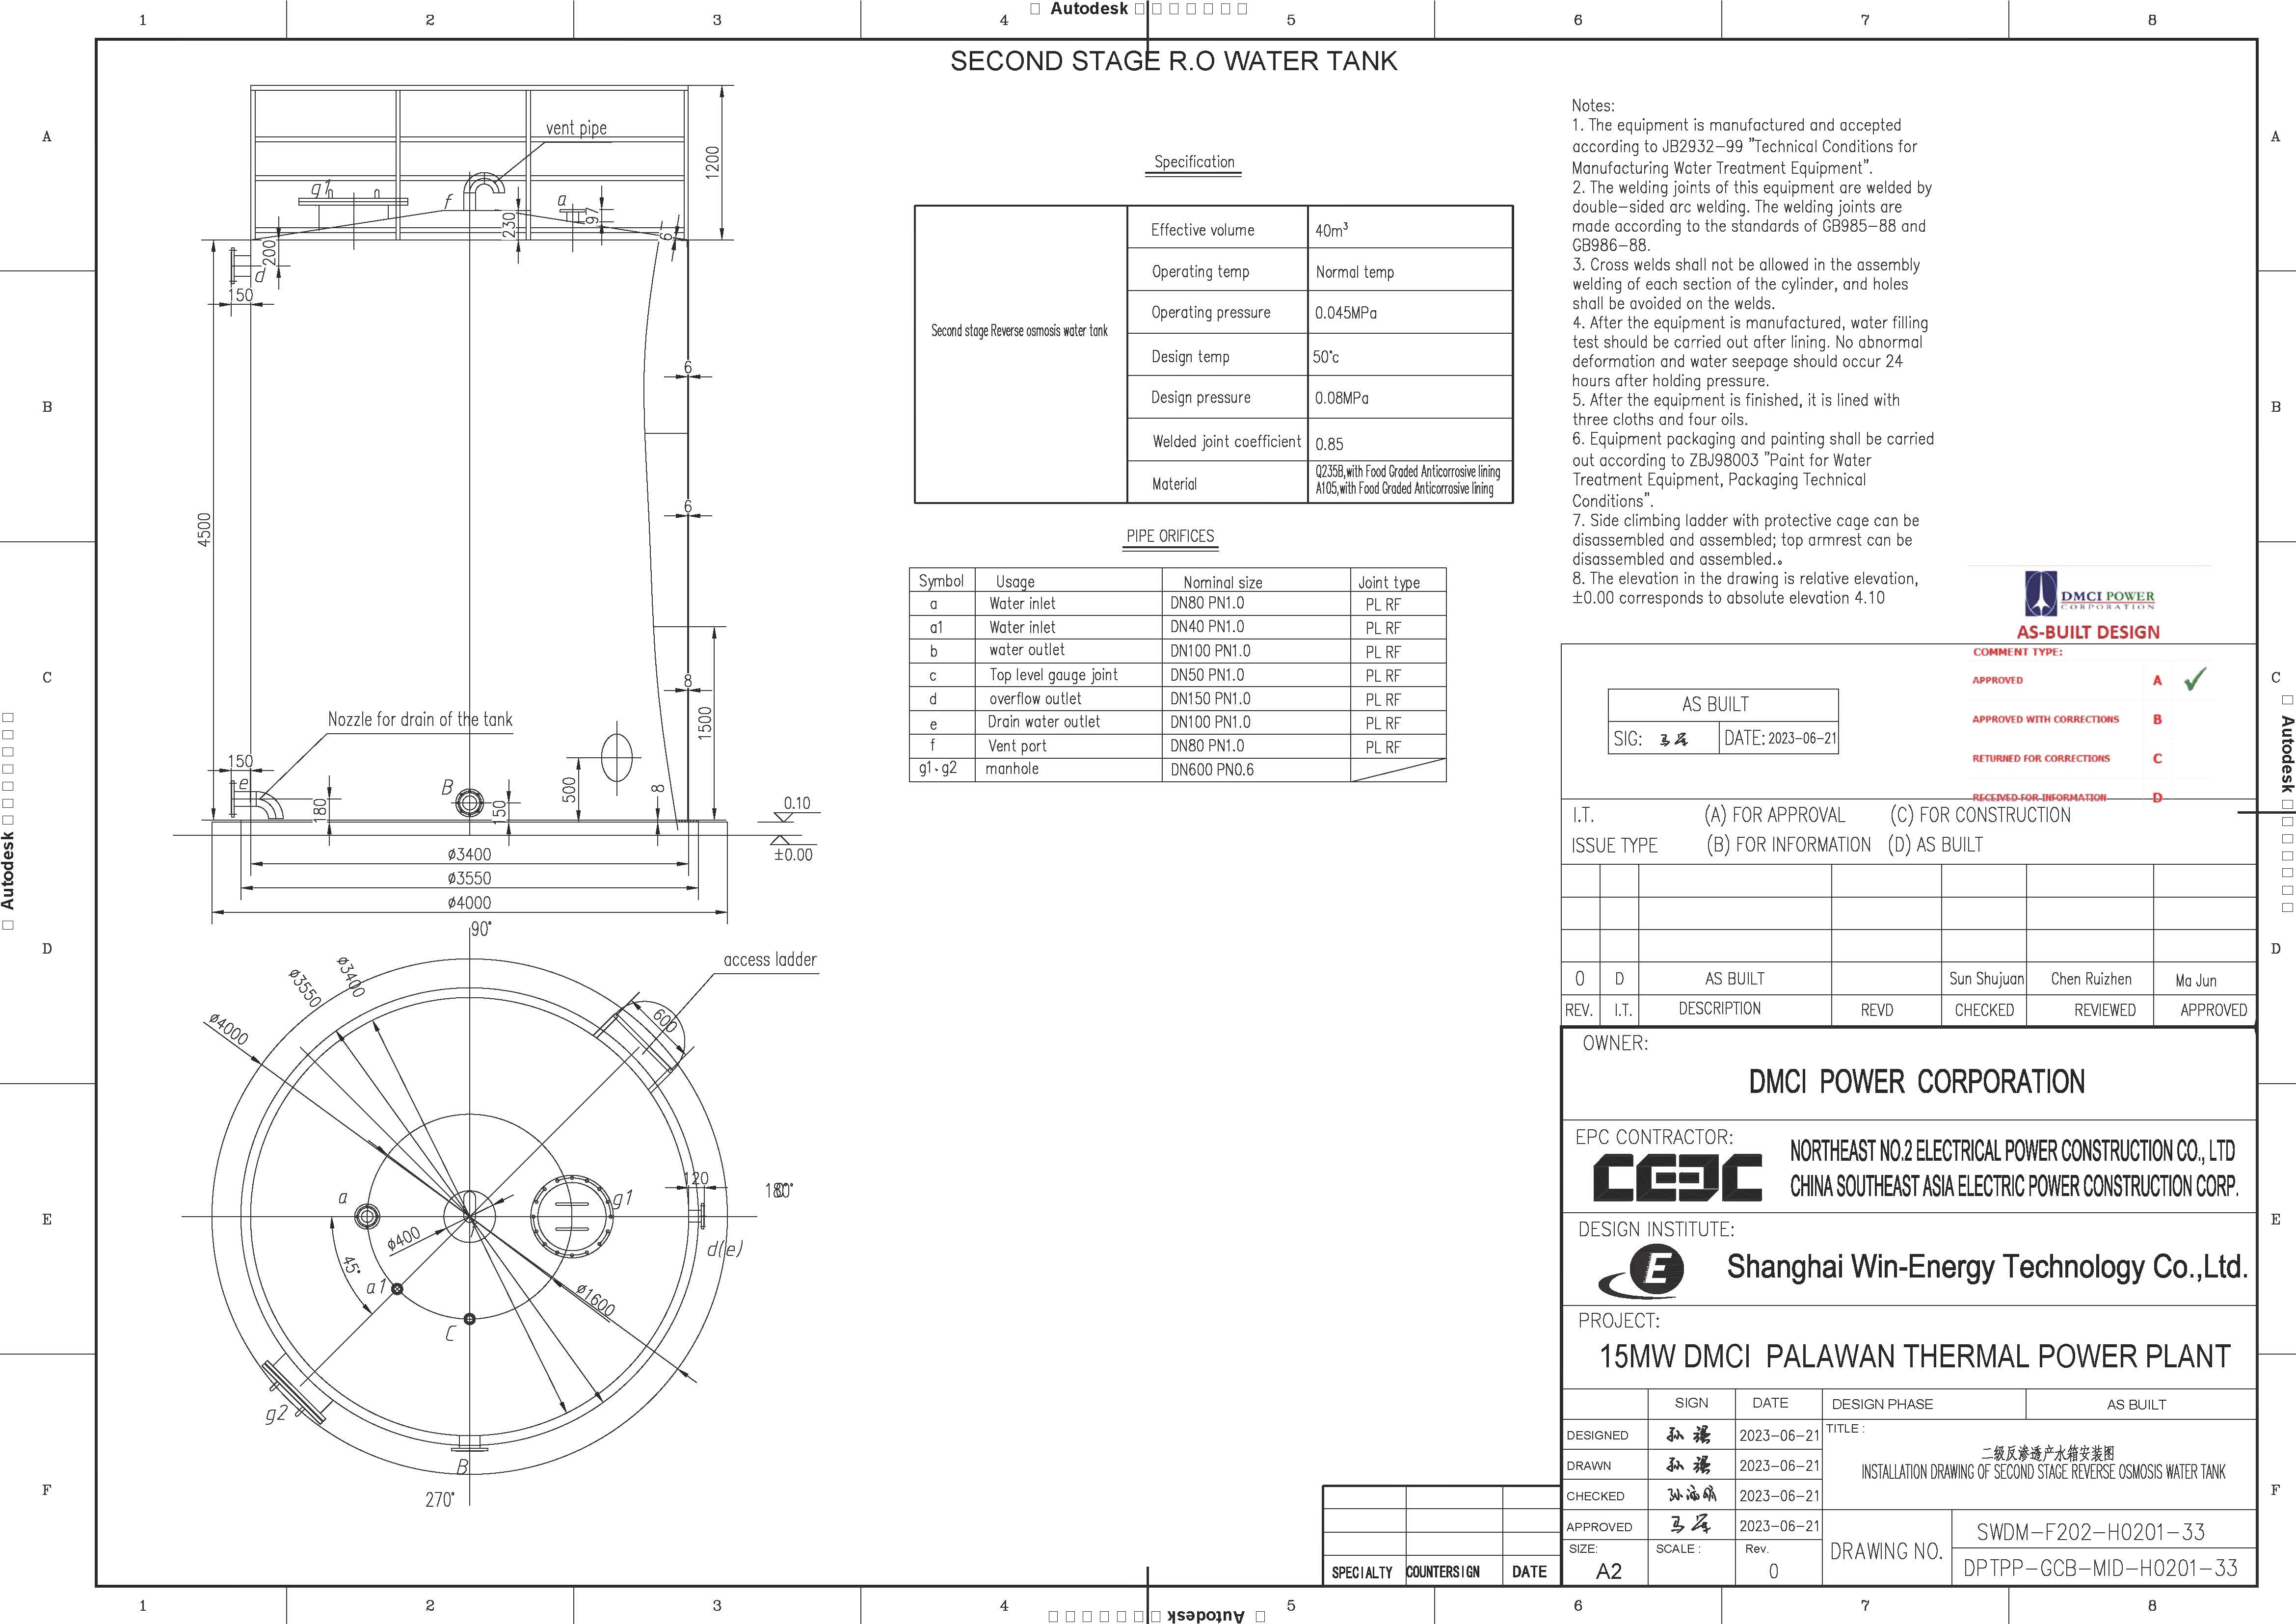 Autodesk
SECOND STAGE R.O WATER TANK
vent pipe
g1
f
a
1200
230
97
6
200
d
150
4500
6
6
8
1500
Nozzle for drain of the tank
150
e
180
B
150
500
8
0.10
±0.00
ø3400
ø3550
ø4000
90°
access ladder
ø3400
ø3550
ø4000
600
a
g1
120
180°
d(e)
ø400
45°
a1
ø1600
C
g2
B
270°
Specification
Second stage Reverse osmosis water tank
Effective volume 40m³
Operating temp Normal temp
Operating pressure 0.045MPa
Design temp 50°c
Design pressure 0.08MPa
Welded joint coefficient 0.85
Material Q235B,with Food Graded Anticorrosive lining
A105,with Food Graded Anticorrosive lining
PIPE ORIFICES
Symbol Usage Nominal size Joint type
a Water inlet DN80 PN1.0 PL RF
a1 Water inlet DN40 PN1.0 PL RF
b water outlet DN100 PN1.0 PL RF
c Top level gauge joint DN50 PN1.0 PL RF
d overflow outlet DN150 PN1.0 PL RF
e Drain water outlet DN100 PN1.0 PL RF
f Vent port DN80 PN1.0 PL RF
g1、g2 manhole DN600 PN0.6
Notes:
1. The equipment is manufactured and accepted
according to JB2932-99 "Technical Conditions for
Manufacturing Water Treatment Equipment".
2. The welding joints of this equipment are welded by
double-sided arc welding. The welding joints are
made according to the standards of GB985-88 and
GB986-88.
3. Cross welds shall not be allowed in the assembly
welding of each section of the cylinder, and holes
shall be avoided on the welds.
4. After the equipment is manufactured, water filling
test should be carried out after lining. No abnormal
deformation and water seepage should occur 24
hours after holding pressure.
5. After the equipment is finished, it is lined with
three cloths and four oils.
6. Equipment packaging and painting shall be carried
out according to ZBJ98003 "Paint for Water
Treatment Equipment, Packaging Technical
Conditions".
7. Side climbing ladder with protective cage can be
disassembled and assembled; top armrest can be
disassembled and assembled.。
8. The elevation in the drawing is relative elevation,
±0.00 corresponds to absolute elevation 4.10
DMCI POWER
CORPORATION
AS-BUILT DESIGN
COMMENT TYPE:
APPROVED A
APPROVED WITH CORRECTIONS B
RETURNED FOR CORRECTIONS C
RECEIVED FOR INFORMATION D
AS BUILT
SIG: DATE: 2023-06-21
I.T. (A) FOR APPROVAL (C) FOR CONSTRUCTION
ISSUE TYPE (B) FOR INFORMATION (D) AS BUILT
0 D AS BUILT Sun Shujuan Chen Ruizhen Ma Jun
REV. I.T. DESCRIPTION REVD CHECKED REVIEWED APPROVED
OWNER:
DMCI POWER CORPORATION
EPC CONTRACTOR:
NORTHEAST NO.2 ELECTRICAL POWER CONSTRUCTION CO., LTD
CHINA SOUTHEAST ASIA ELECTRIC POWER CONSTRUCTION CORP.
DESIGN INSTITUTE:
Shanghai Win-Energy Technology Co.,Ltd.
PROJECT:
15MW DMCI PALAWAN THERMAL POWER PLANT
SIGN DATE DESIGN PHASE AS BUILT
DESIGNED 2023-06-21
TITLE :
二级反渗透产水箱安装图
INSTALLATION DRAWING OF SECOND STAGE REVERSE OSMOSIS WATER TANK
DRAWN 2023-06-21
CHECKED 2023-06-21
APPROVED 2023-06-21
SIZE: A2 SCALE : Rev. 0
DRAWING NO. SWDM-F202-H0201-33
DPTPP-GCB-MID-H0201-33
SPECIALTY COUNTERSIGN DATE
Autodesk
Autodesk
Autodesk
1 2 3 4 5 6 7 8
A
B
C
D
E
F
A
B
C
D
E
F
1 2 3 4 5 6 7 8